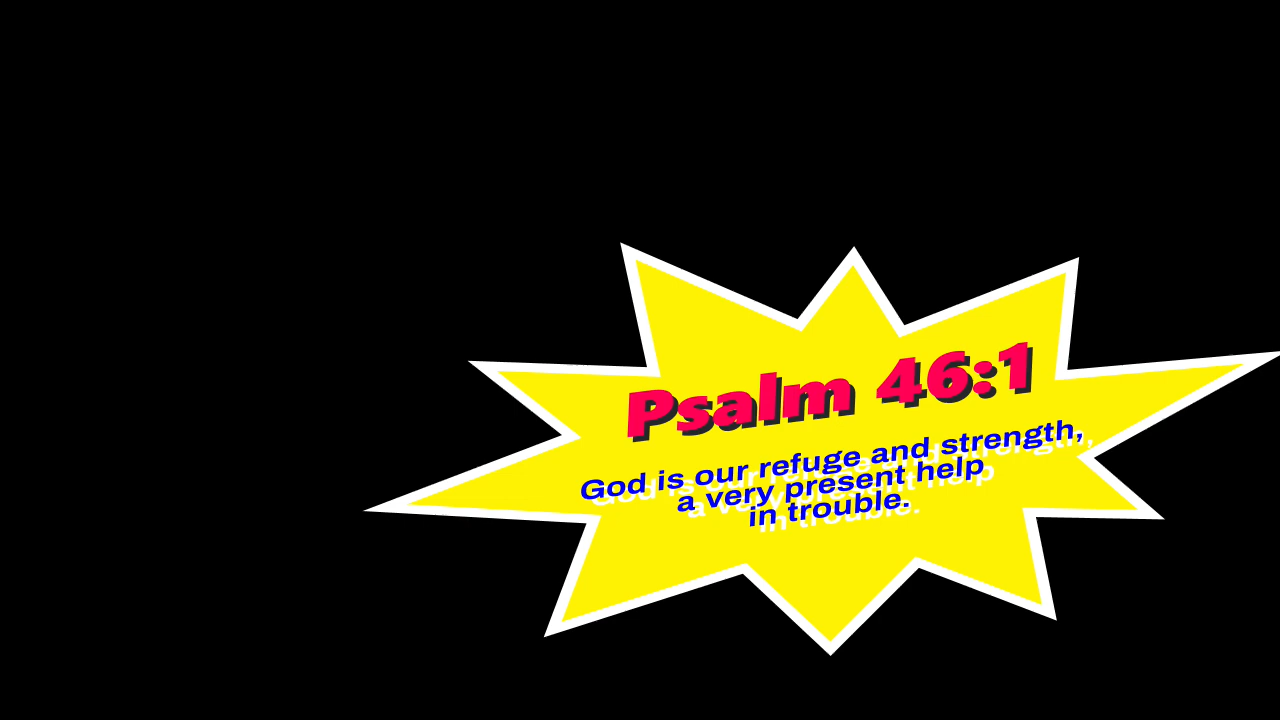 Psalm 46:1
God is our refuge and strength,
a very present help
in trouble.